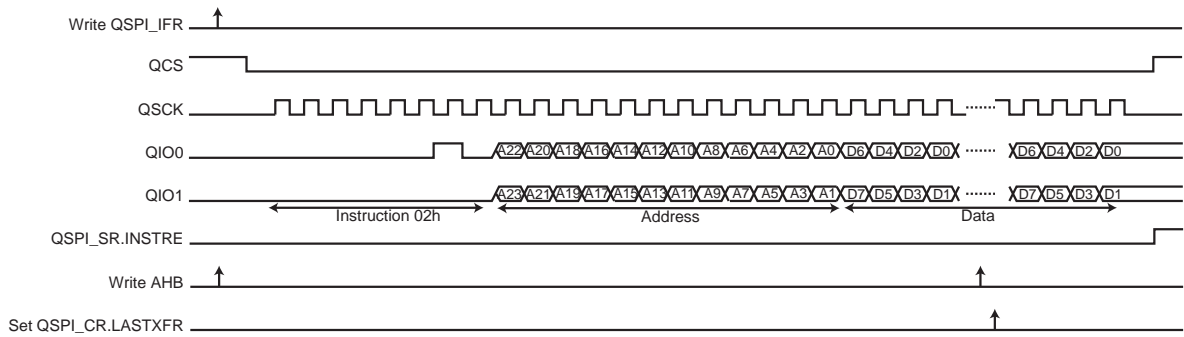 Write QSPI_IFR
QCS
QSCK
QIO0 A22 A20 A18 A16 A14 A12 A10 A8 A6 A4 A2 A0 D6 D4 D2 D0 D6 D4 D2 D0
QIO1 A23 A21 A19 A17 A15 A13 A11 A9 A7 A5 A3 A1 D7 D5 D3 D1 D7 D5 D3 D1
Instruction 02h Address Data
QSPI_SR.INSTRE
Write AHB
Set QSPI_CR.LASTXFR